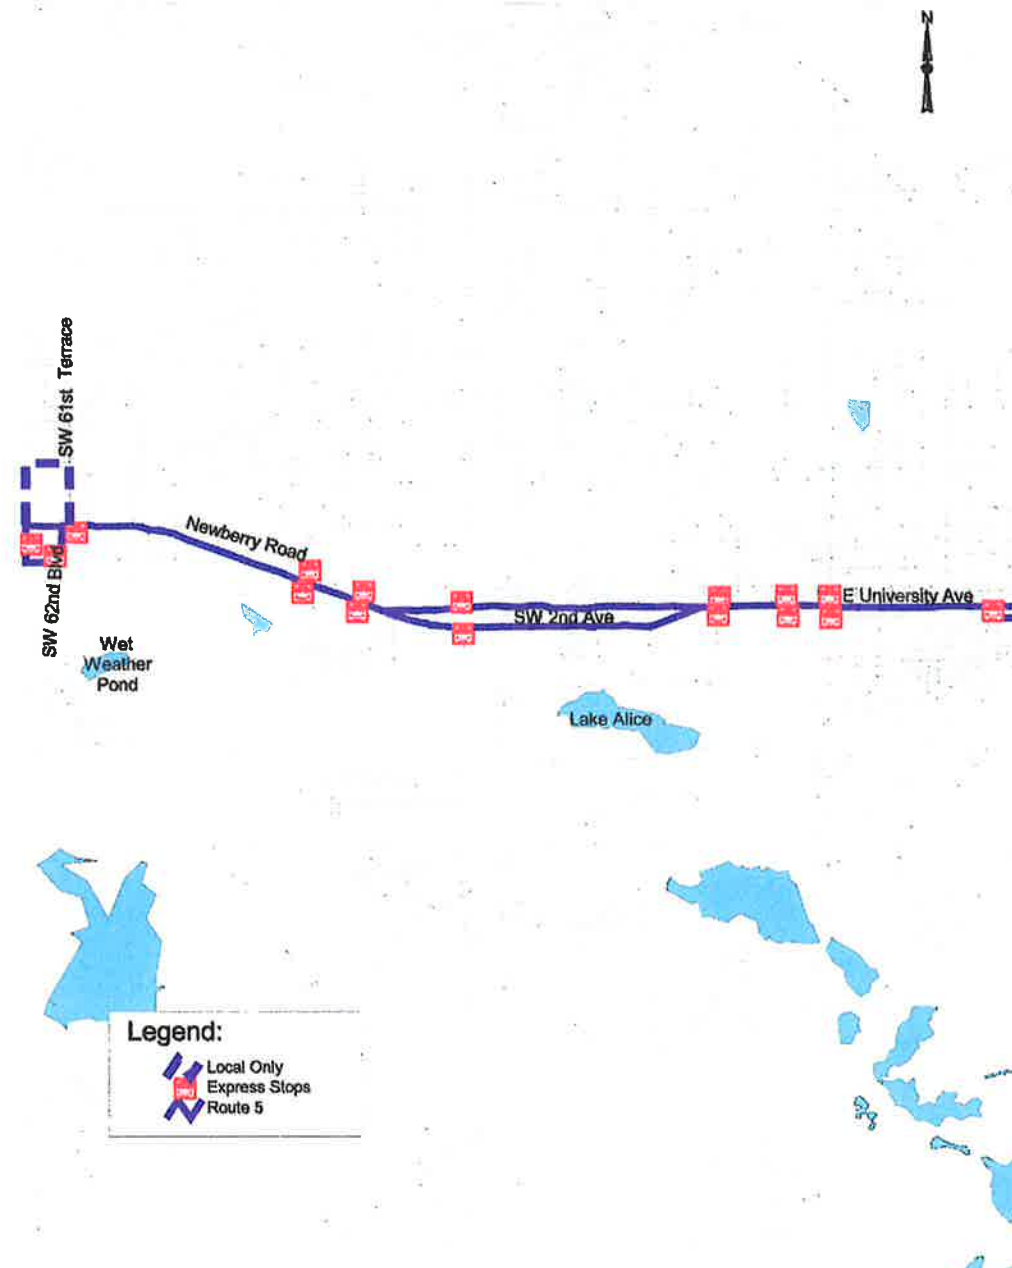 N
SW 61st Terrace
Newberry Road
SW 62nd Blvd
E University Ave
SW 2nd Ave
Wet
Weather
Pond
Lake Alice
Legend:
Local Only
Express Stops
Route 5